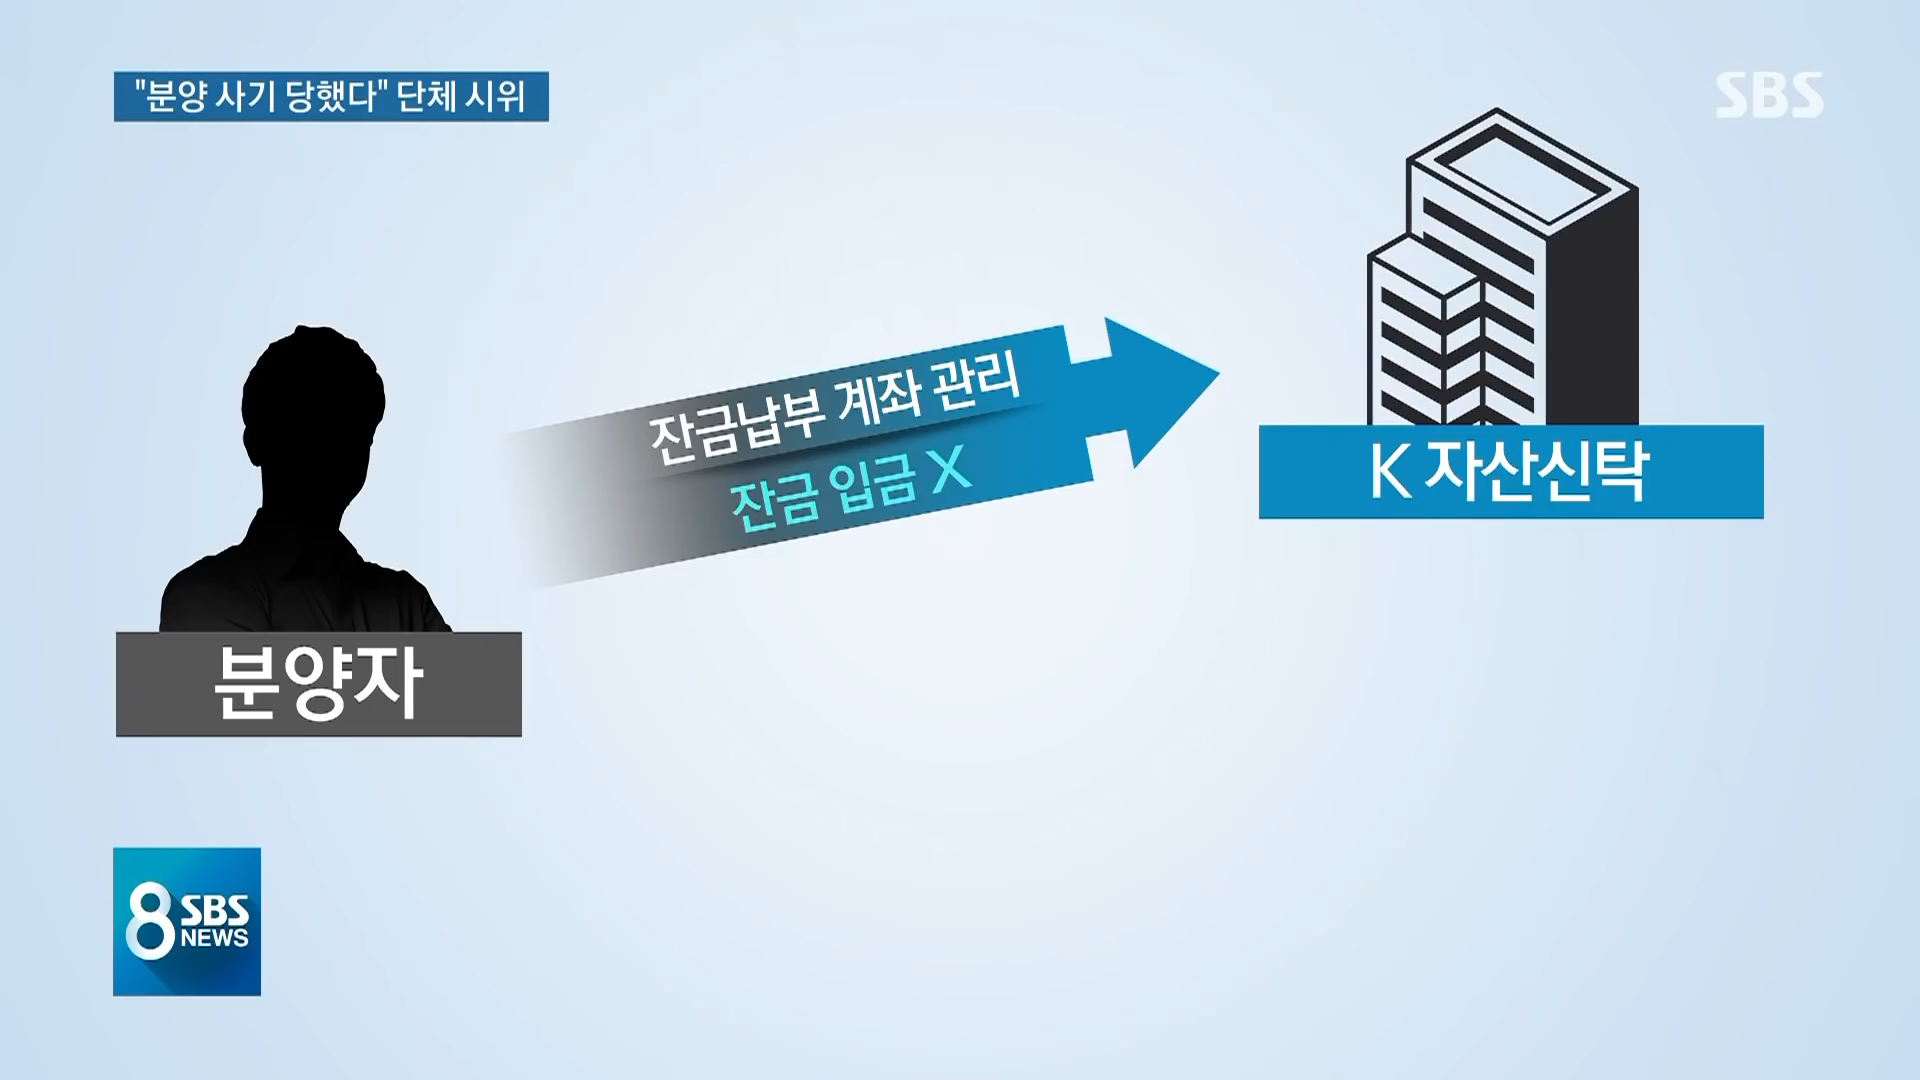 "분양 사기 당했다" 단체 시위
SBS
잔금납부 계좌 관리
잔금 입금 X
K 자산신탁
분양자
8 SBS
NEWS